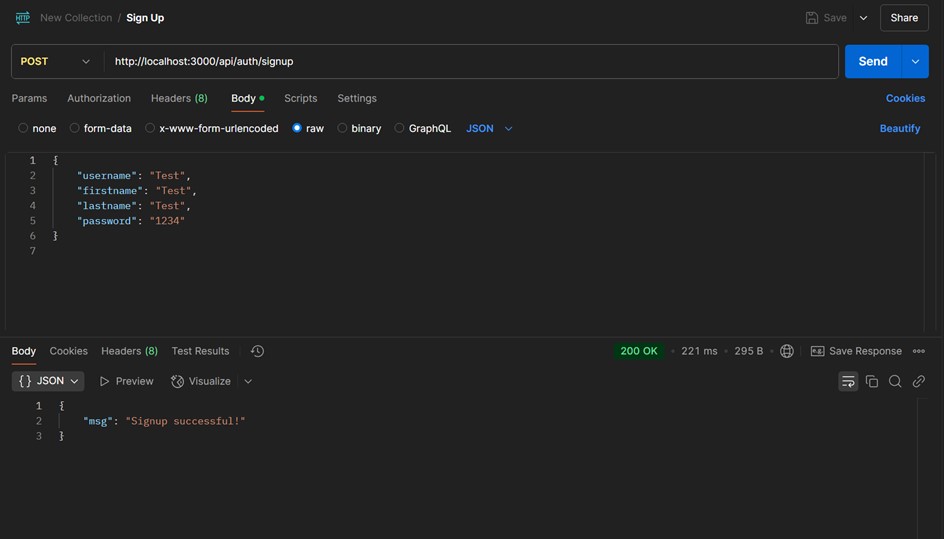 HTTP New Collection / Sign Up Save Share
POST http://localhost:3000/api/auth/signup Send
Params Authorization Headers (8) Body Scripts Settings Cookies
none form-data x-www-form-urlencoded raw binary GraphQL JSON Beautify
1 {
2 "username": "Test",
3 "firstname": "Test",
4 "lastname": "Test",
5 "password": "1234"
6 }
7
Body Cookies Headers (8) Test Results 200 OK • 221 ms • 295 B • Save Response
{} JSON Preview Visualize
1 {
2 "msg": "Signup successful!"
3 }